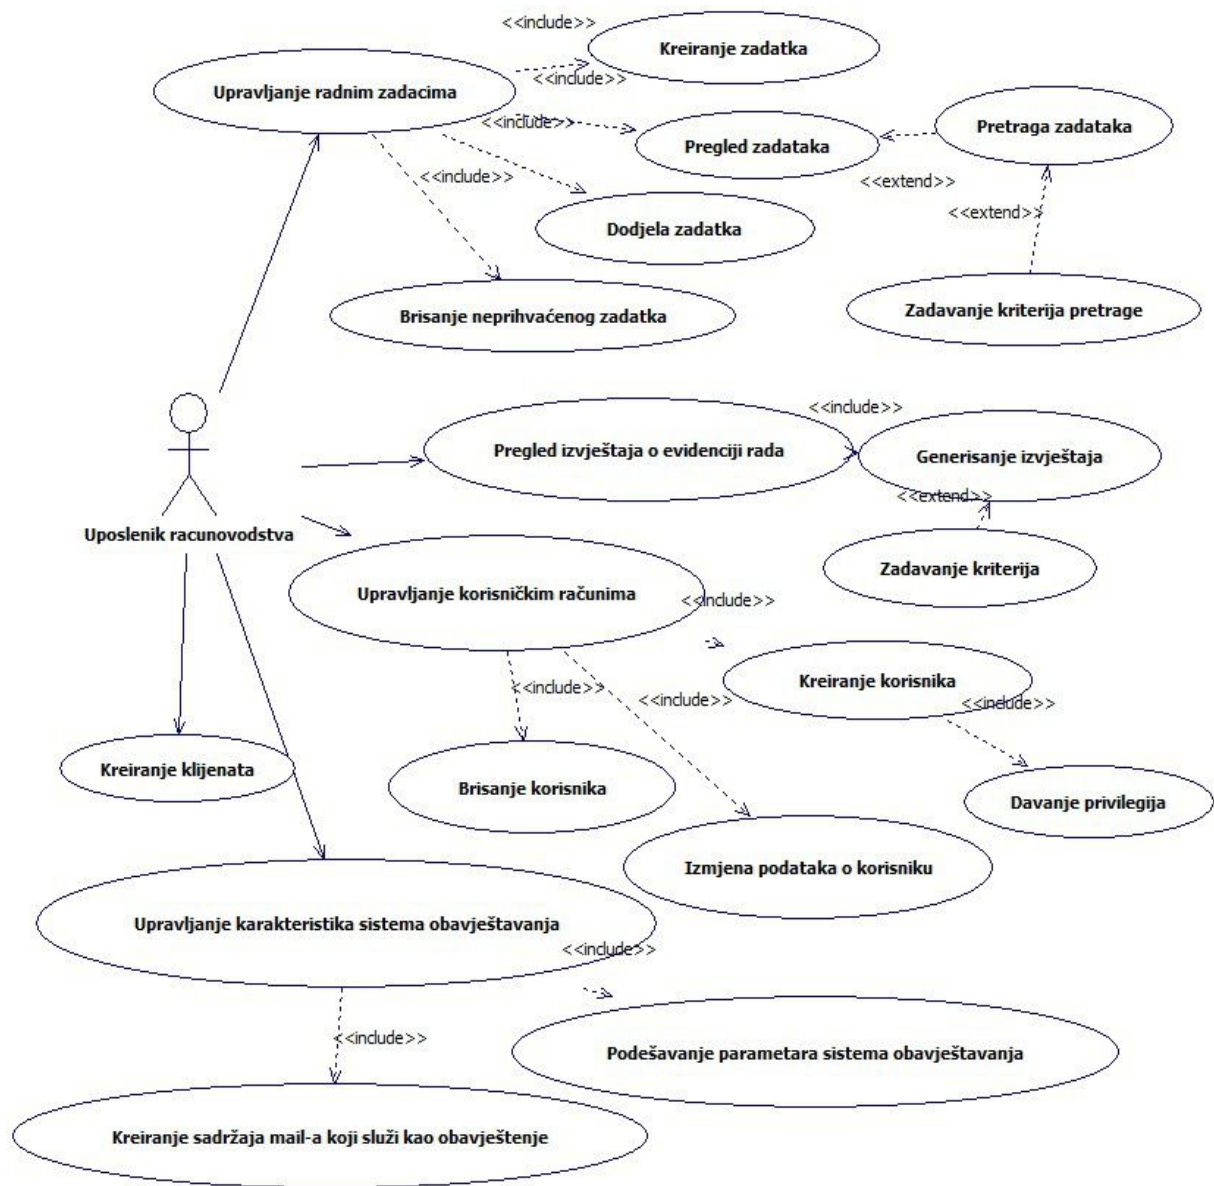 <<include>>
Kreiranje zadatka
<<include>>
Upravljanje radnim zadacima
<<include>>
Pregled zadataka
Pretraga zadataka
<<include>>
<<extend>>
<<extend>>
Dodjela zadatka
Brisanje neprihvaćenog zadatka
Zadavanje kriterija pretrage
<<include>>
Pregled izvještaja o evidenciji rada
Generisanje izvještaja
<<extend>>
Uposlenik racunovodstva
Zadavanje kriterija
Upravljanje korisničkim računima
<<include>>
Kreiranje korisnika
<<include>>
<<include>>
<<include>>
Kreiranje klijenata
Brisanje korisnika
Davanje privilegija
Izmjena podataka o korisniku
Upravljanje karakteristika sistema obavještavanja
<<include>>
<<include>>
Podešavanje parametara sistema obavještavanja
Kreiranje sadržaja mail-a koji služi kao obavještenje